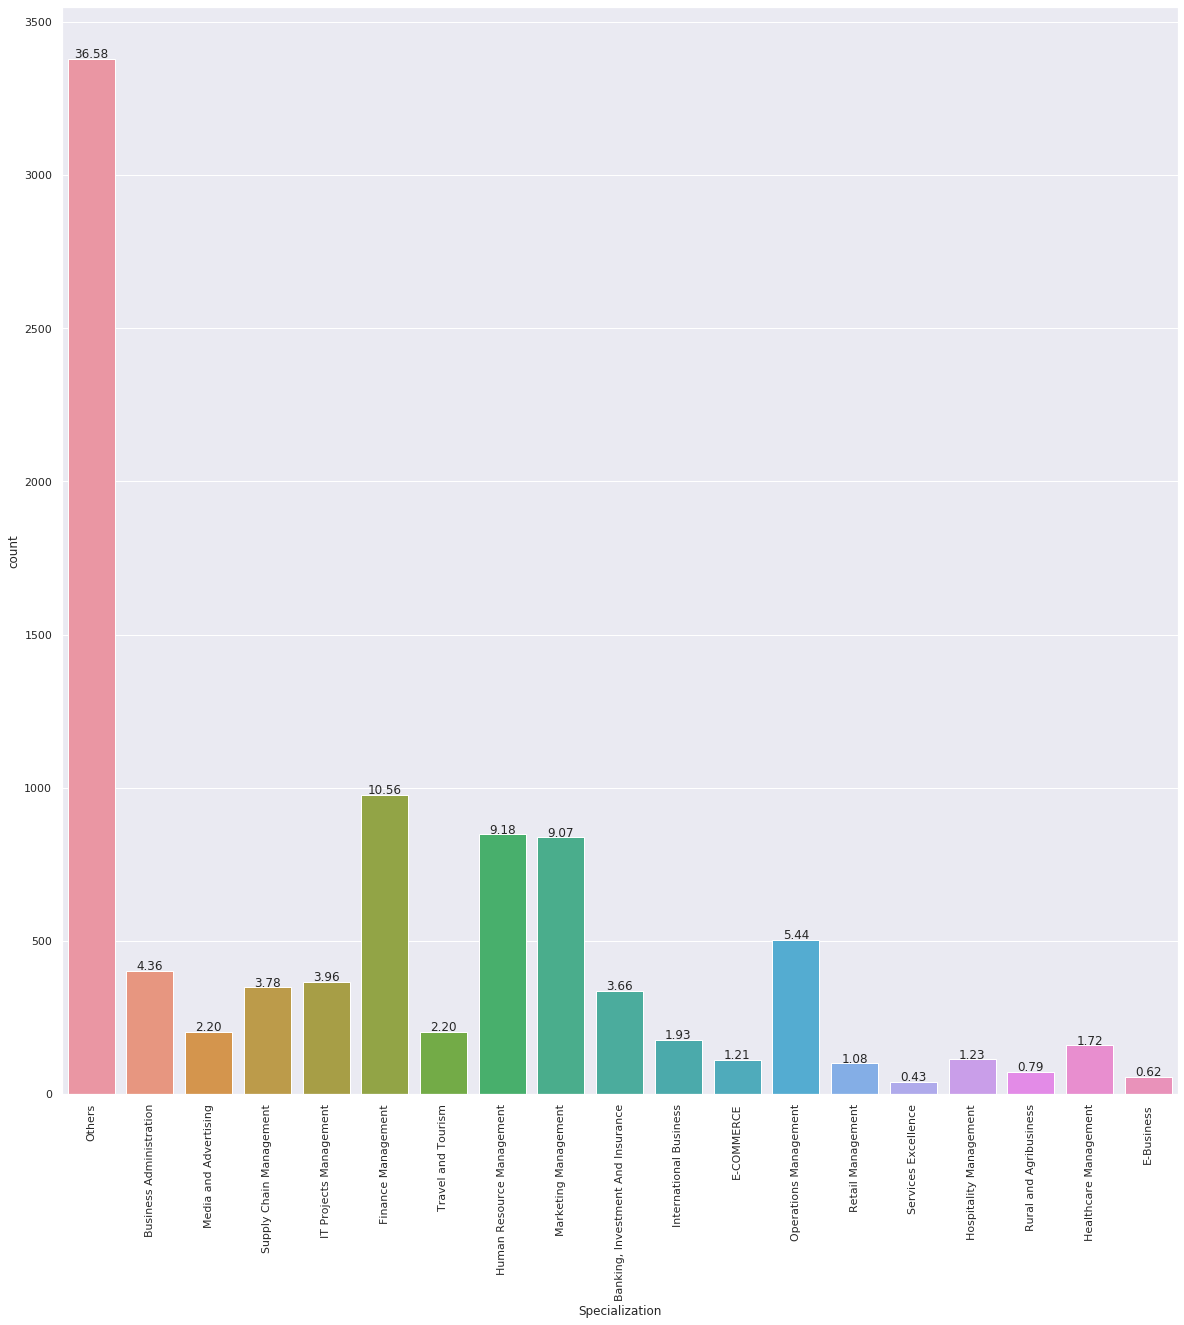 3500
3000
2500
2000
1500
1000
500
0
count
36.58
4.36
2.20
3.78
3.96
10.56
2.20
9.18
9.07
3.66
1.93
1.21
5.44
1.08
0.43
1.23
0.79
1.72
0.62
Others
Business Administration
Media and Advertising
Supply Chain Management
IT Projects Management
Finance Management
Travel and Tourism
Human Resource Management
Marketing Management
Banking, Investment And Insurance
International Business
E-COMMERCE
Operations Management
Retail Management
Services Excellence
Hospitality Management
Rural and Agribusiness
Healthcare Management
E-Business
Specialization